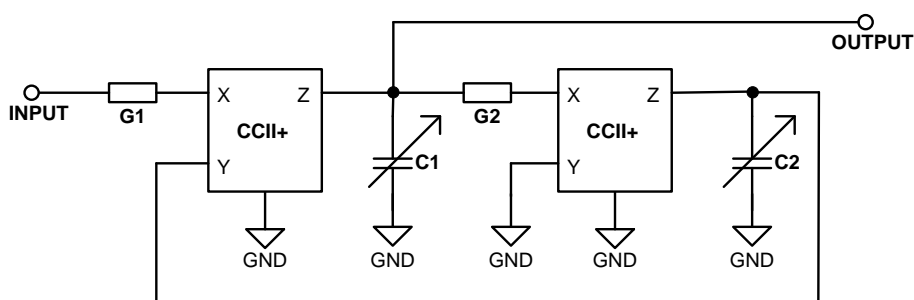 OUTPUT
INPUT
G1
X
Z
CCII+
Y
GND
C1
GND
G2
X
Z
CCII+
Y
GND
GND
C2
GND